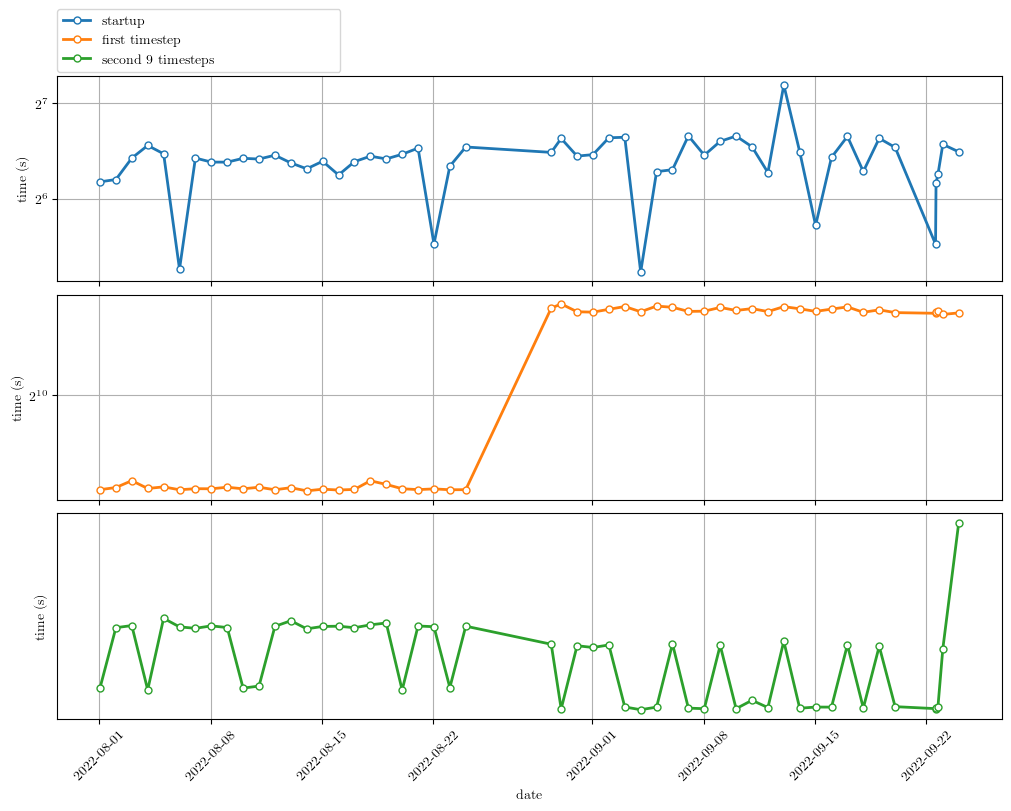 startup
first timestep
second 9 timesteps
2^7
2^6
time (s)
2^10
time (s)
time (s)
2022-08-01
2022-08-08
2022-08-15
2022-08-22
2022-09-01
2022-09-08
2022-09-15
2022-09-22
date